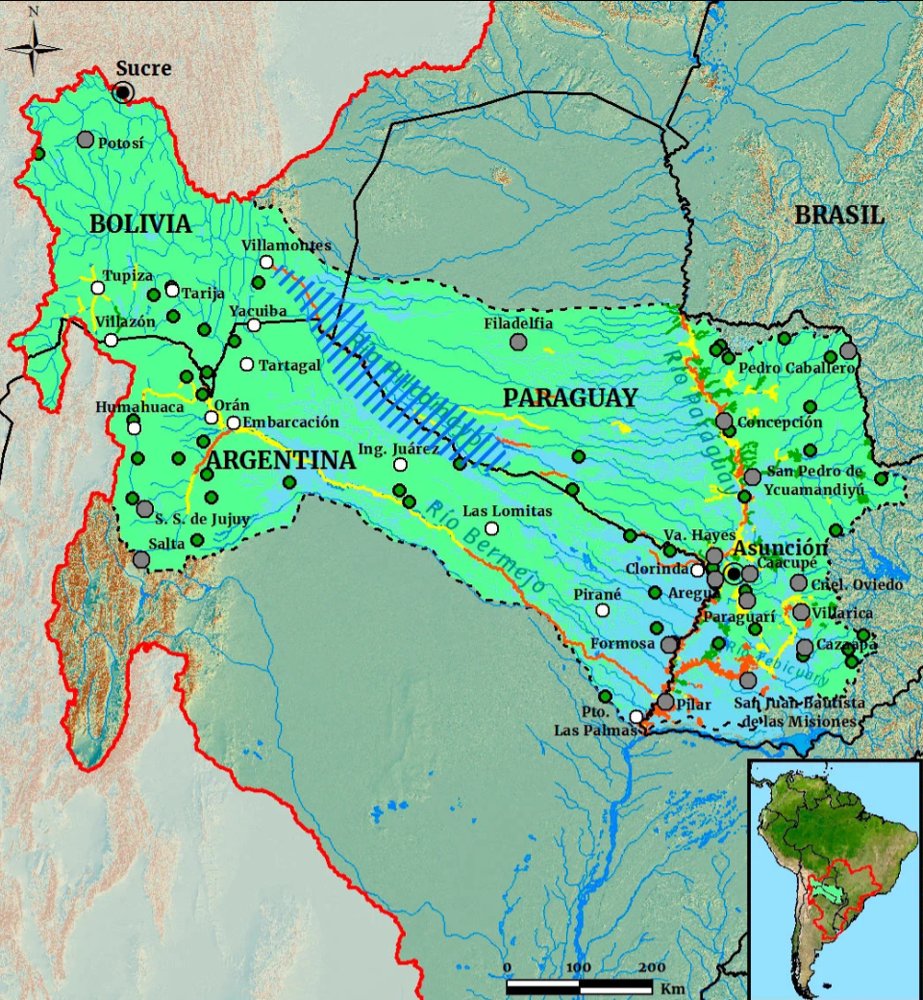 N
Sucre
Potosí
BOLIVIA
BRASIL
Villamontes
Tupiza
Tarija
Villazón
Yacuiba
Filadelfia
Río Pilcomayo
Río Paraguay
Pedro Caballero
Tartagal
PARAGUAY
Humahuaca
Orán
Embarcación
Concepción
ARGENTINA
Ing. Juárez
San Pedro de
Ycuamandiyú
S. S. de Jujuy
Las Lomitas
Río Bermejo
Salta
Va. Hayes
Asunción
Clorinda
Caacupé
Areguá
Cnel. Oviedo
Pirané
Paraguarí
Villarica
Formosa
Cazaapá
Río Tebicuary
Pilar
San Juan Bautista
de las Misiones
Pto.
Las Palmas
0 100 200
Km